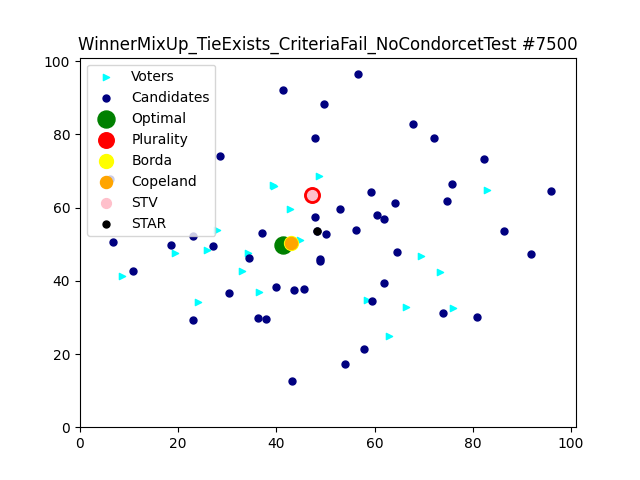 WinnerMixUp_TieExists_CriteriaFail_NoCondorcetTest #7500
100
80
60
40
20
0
Voters
Candidates
Optimal
Plurality
Borda
Copeland
STV
STAR
0 20 40 60 80 100